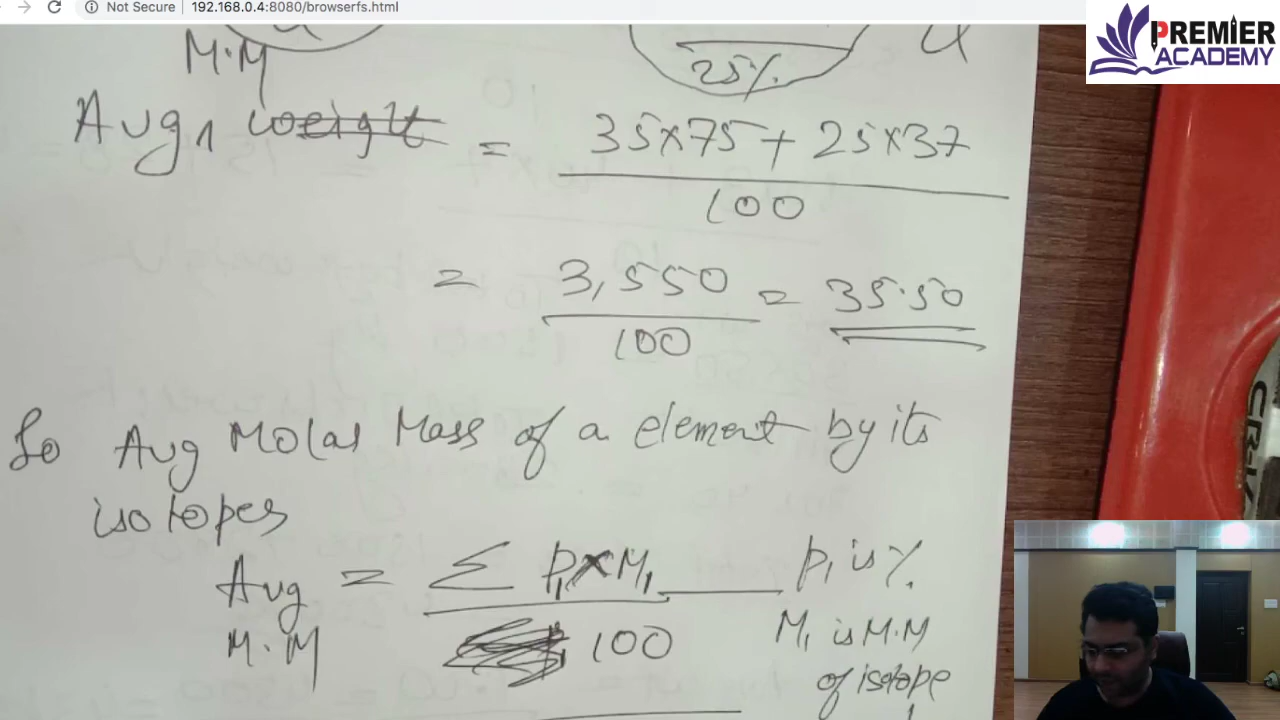 Not Secure | 192.168.0.4:8080/browserfs.html
PREMIER
ACADEMY
M.M
25%
Avg weight = 35×75 + 25×37
100
= 3,550 = 35.50
100
So Avg Molar Mass of a element by its
isotopes
Avg = Σ P1×M1 P1 is %
M.M 100 M1 is M.M
of isotope
1